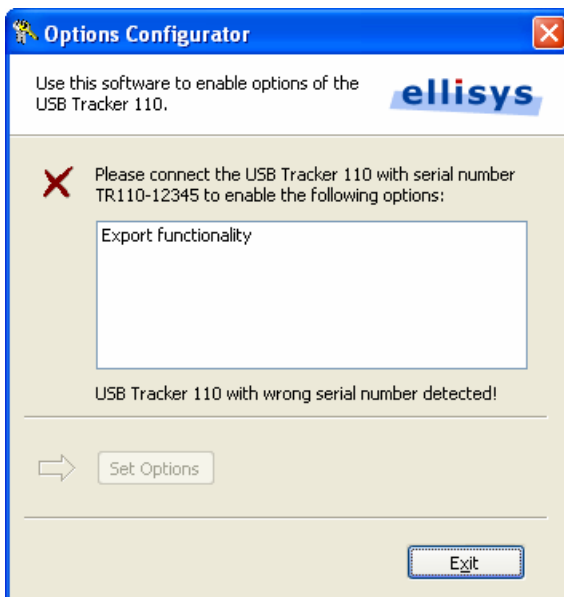 Options Configurator
Use this software to enable options of the
USB Tracker 110.
ellisys
Please connect the USB Tracker 110 with serial number
TR110-12345 to enable the following options:
Export functionality
USB Tracker 110 with wrong serial number detected!
Set Options
Exit